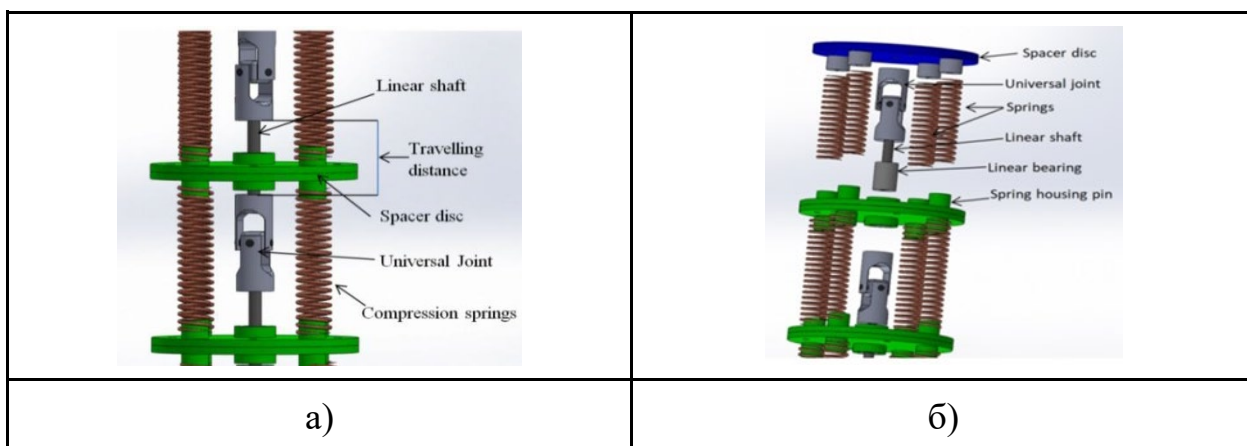 Linear shaft
Travelling
distance
Spacer disc
Universal Joint
Compression springs
Spacer disc
Universal joint
Springs
Linear shaft
Linear bearing
Spring housing pin
а)
б)